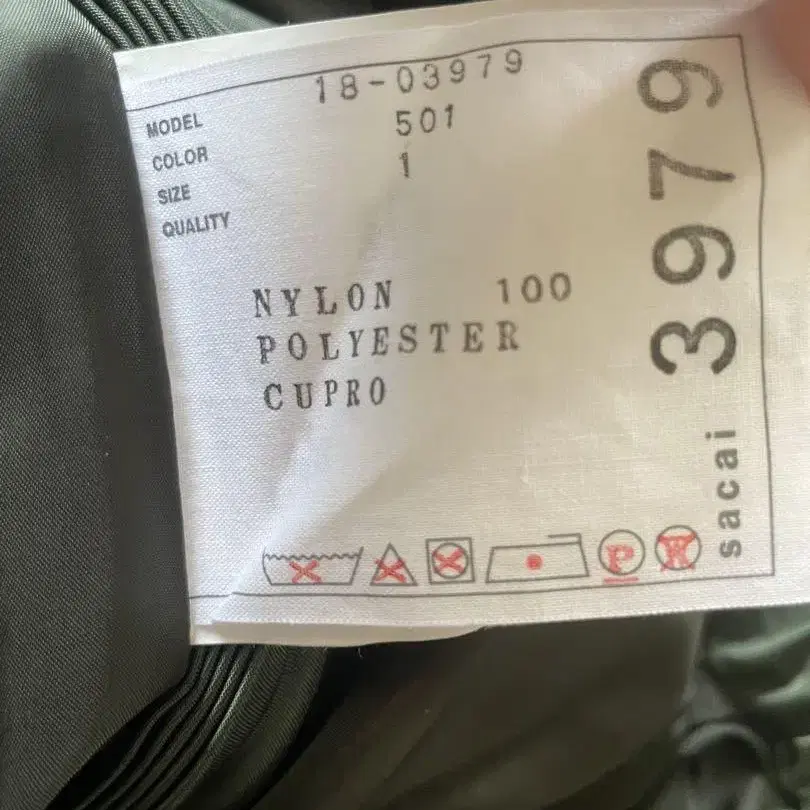 MODEL 18-03979
COLOR 501
SIZE 1
QUALITY
NYLON 100
POLYESTER
CUPRO
P
W
sacai 3979